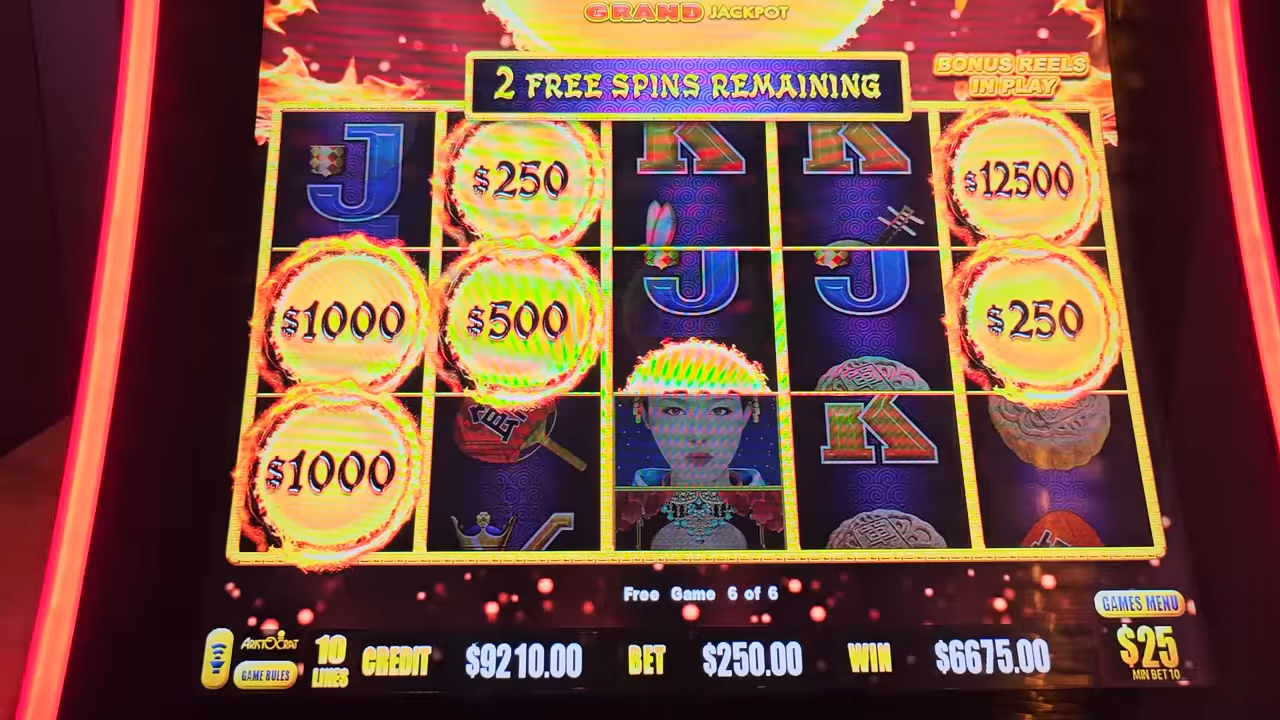 GRAND JACKPOT
2 FREE SPINS REMAINING
BONUS REELS
IN PLAY
J
$250
K
K
$12500
$1000
$500
J
J
$250
$1000
K
Free Game 6 of 6
GAMES MENU
ARISTOCRAT
GAME RULES
10
LINES
CREDIT
$9210.00
BET
$250.00
WIN
$6675.00
$25
MIN BET 10